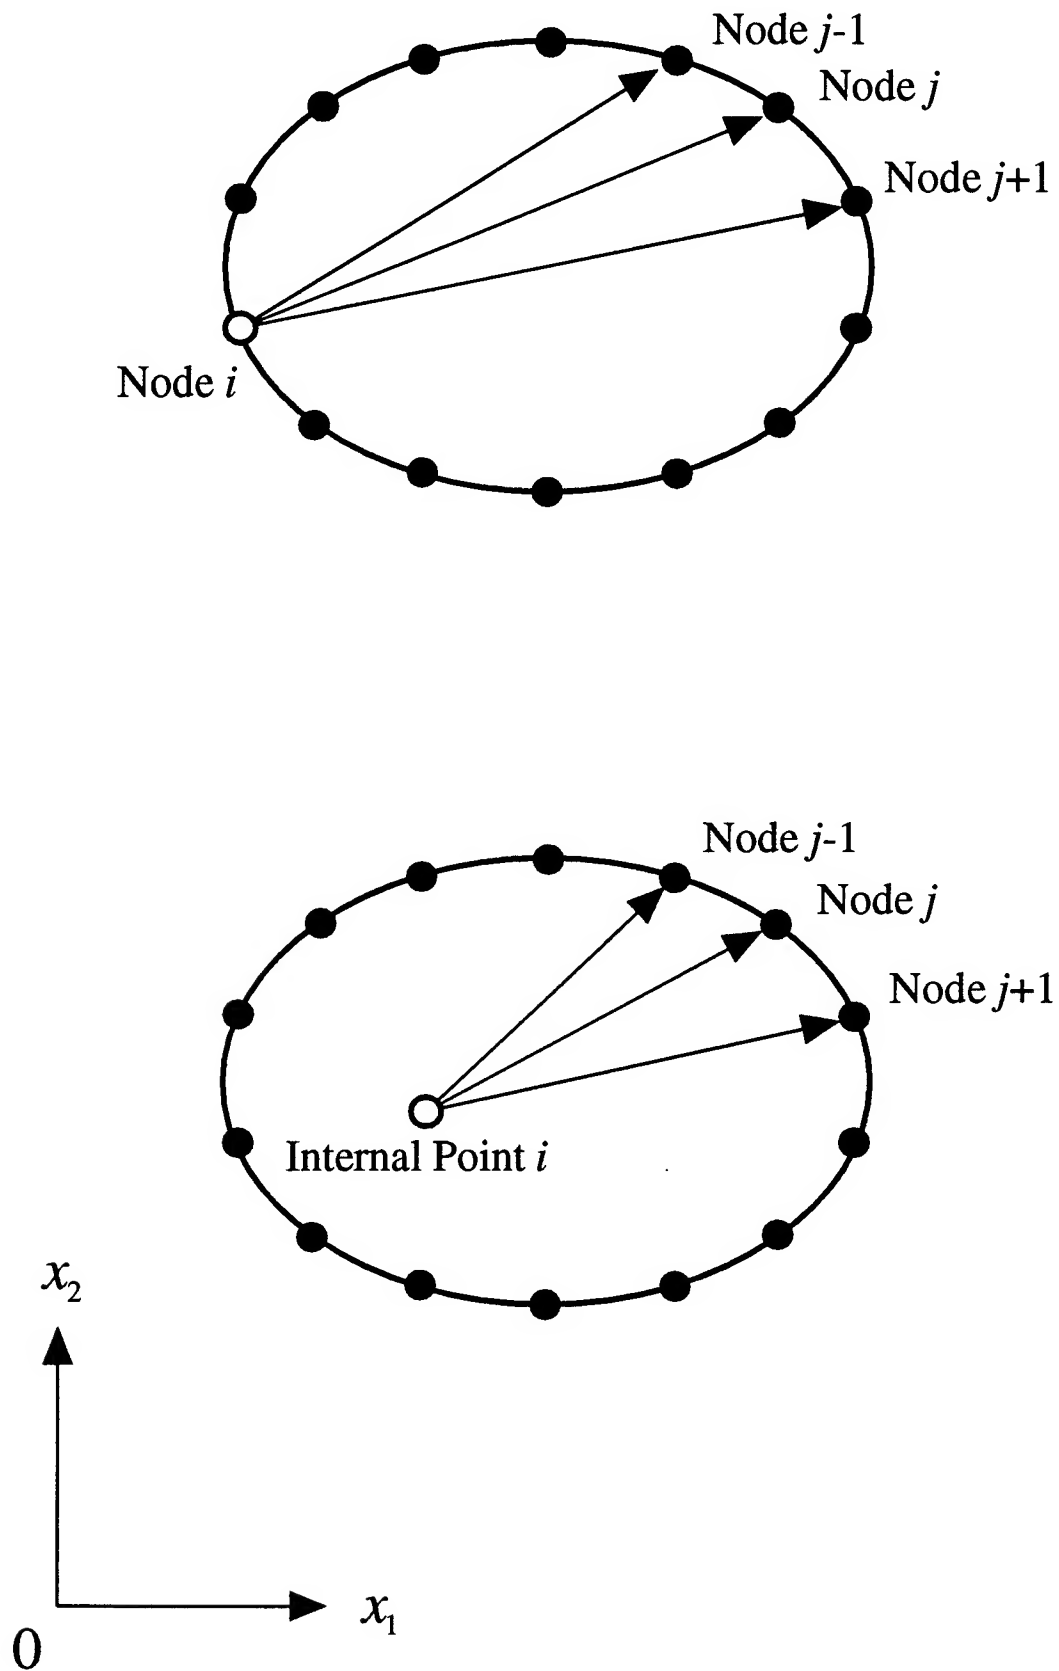 Node j-1
Node j
Node j+1
Node i
Node j-1
Node j
Node j+1
Internal Point i
x₂
x₁
0